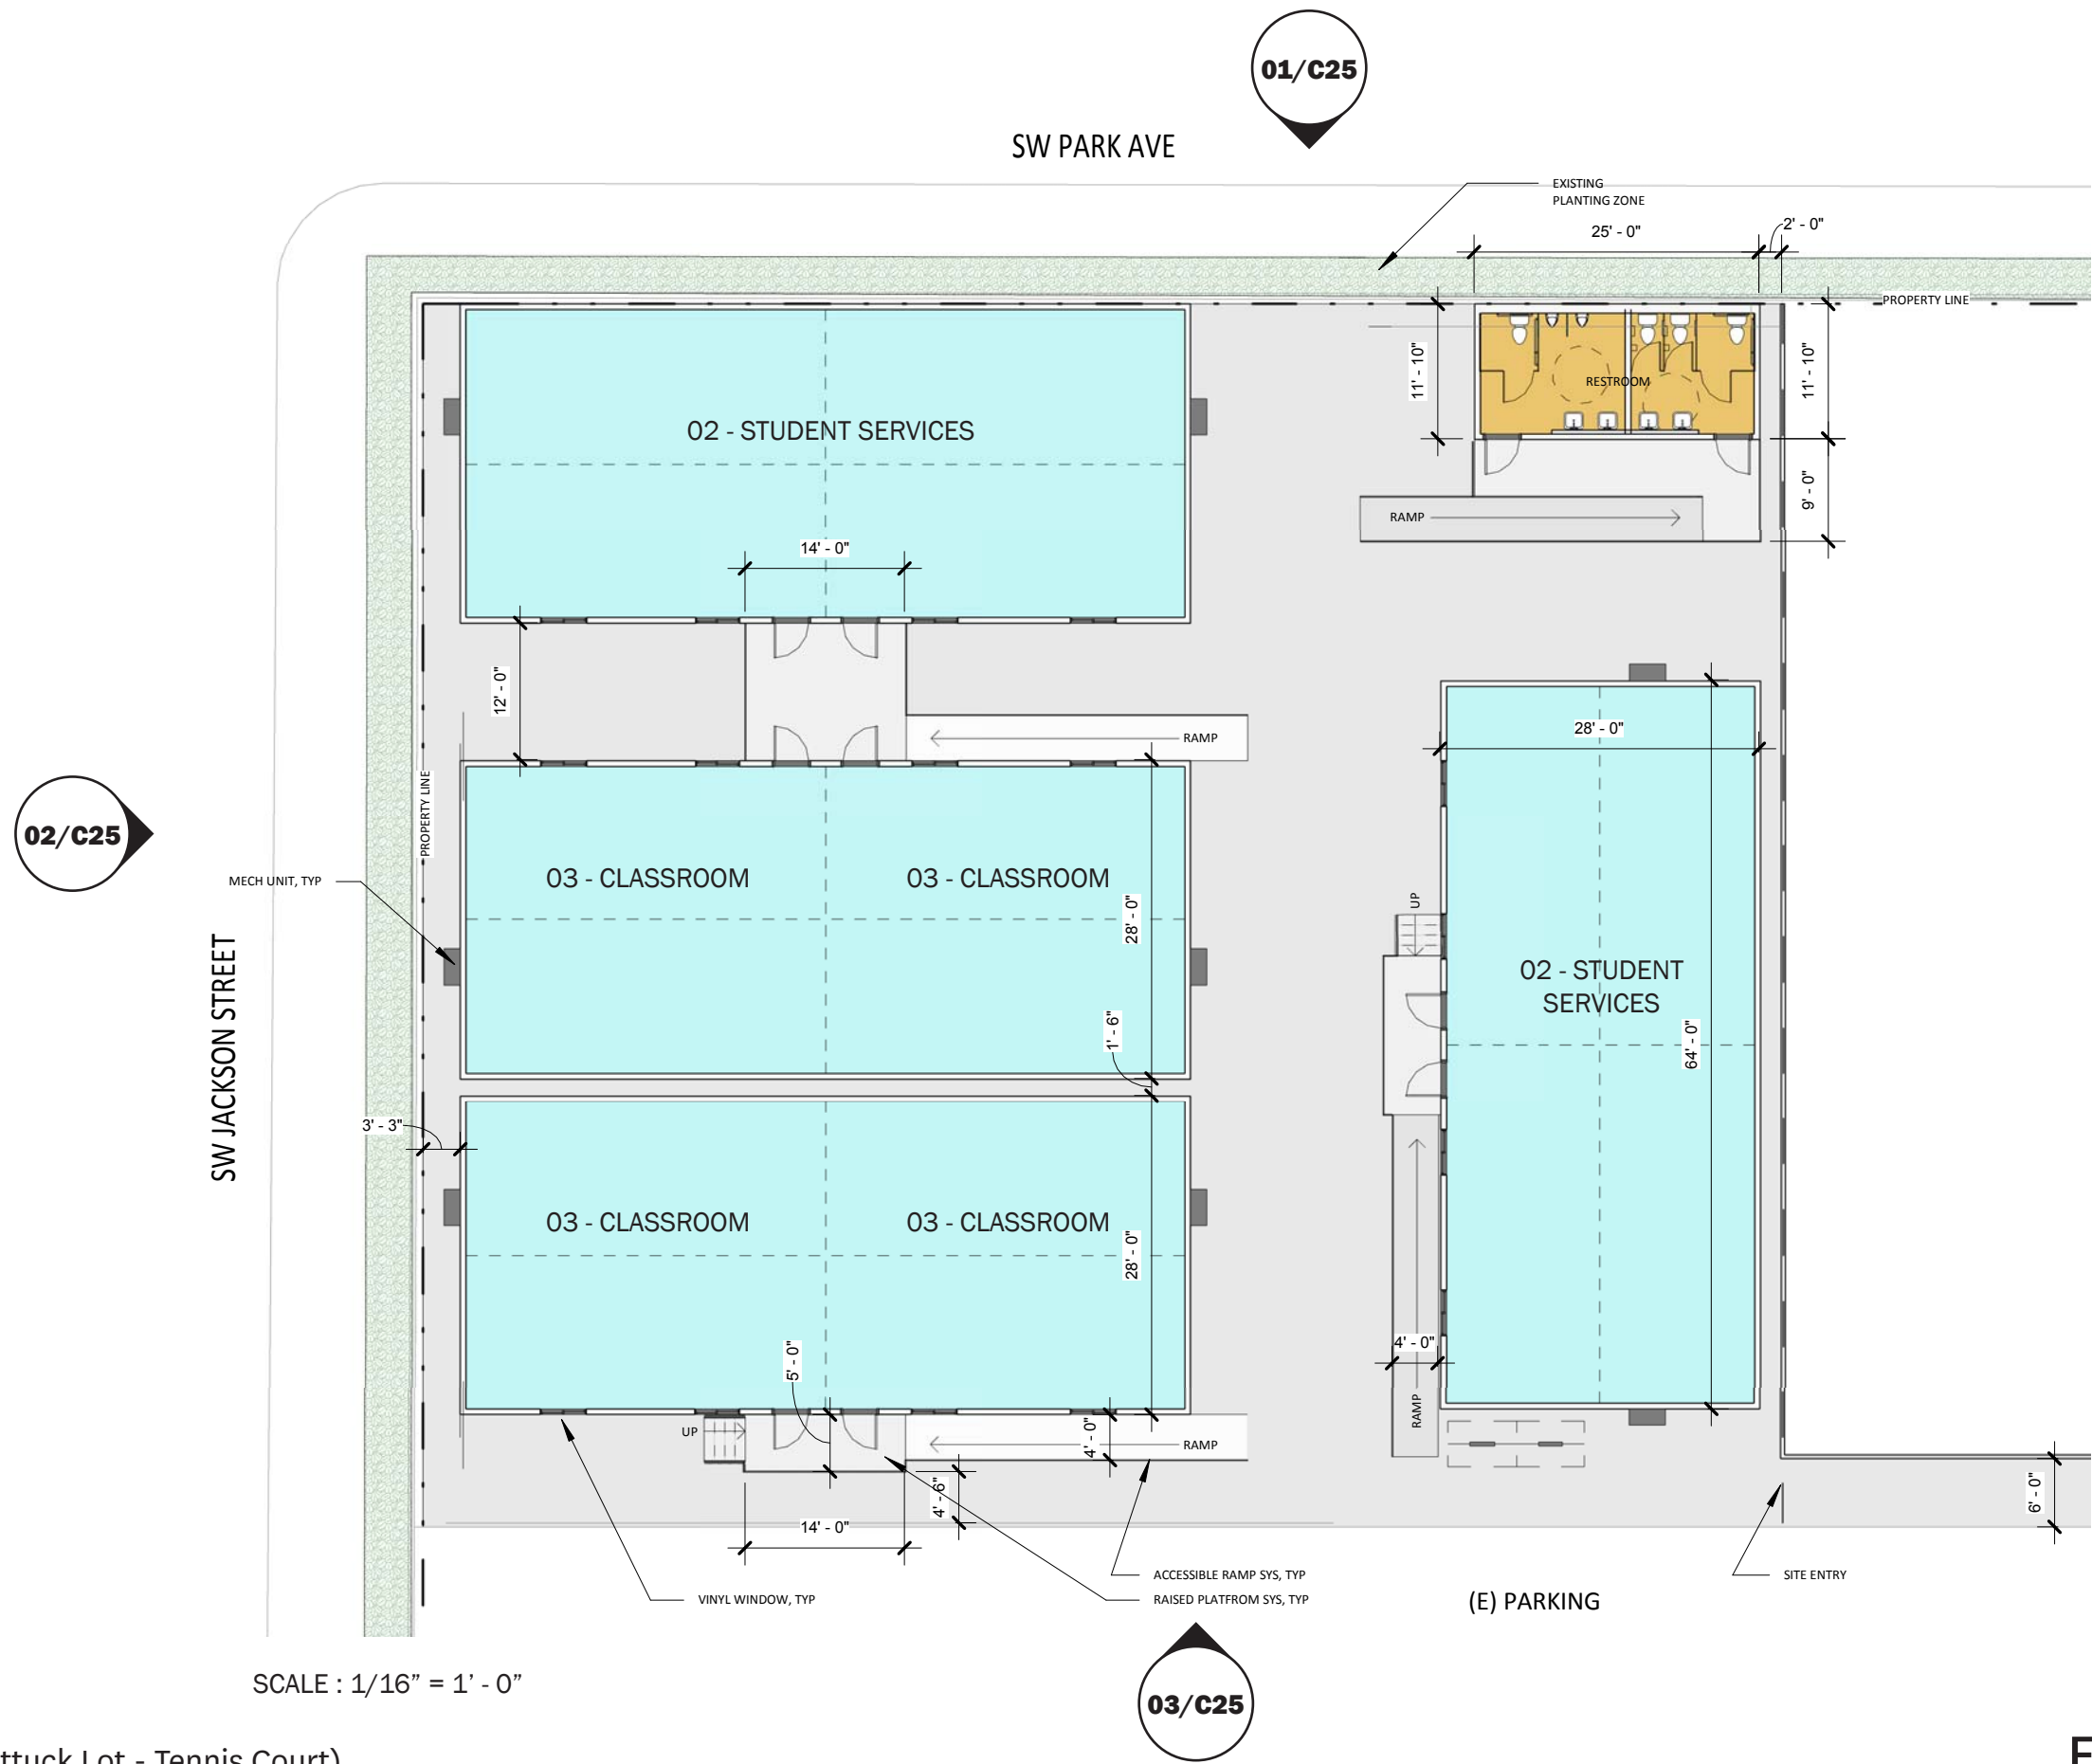 01/C25
SW PARK AVE
EXISTING
PLANTING ZONE
25' - 0"
2' - 0"
PROPERTY LINE
11' - 10"
11' - 10"
RESTROOM
02 - STUDENT SERVICES
RAMP
9' - 0"
14' - 0"
12' - 0"
RAMP
28' - 0"
PROPERTY LINE
02/C25
MECH UNIT, TYP
03 - CLASSROOM
03 - CLASSROOM
28' - 0"
UP
SW JACKSON STREET
02 - STUDENT
SERVICES
1' - 6"
64' - 0"
3' - 3"
03 - CLASSROOM
03 - CLASSROOM
28' - 0"
5' - 0"
4' - 0"
RAMP
UP
4' - 0"
RAMP
4' - 6"
6' - 0"
14' - 0"
ACCESSIBLE RAMP SYS, TYP
SITE ENTRY
VINYL WINDOW, TYP
RAISED PLATFROM SYS, TYP
(E) PARKING
SCALE : 1/16” = 1’ - 0”
03/C25
ttuck Lot - Tennis Court)